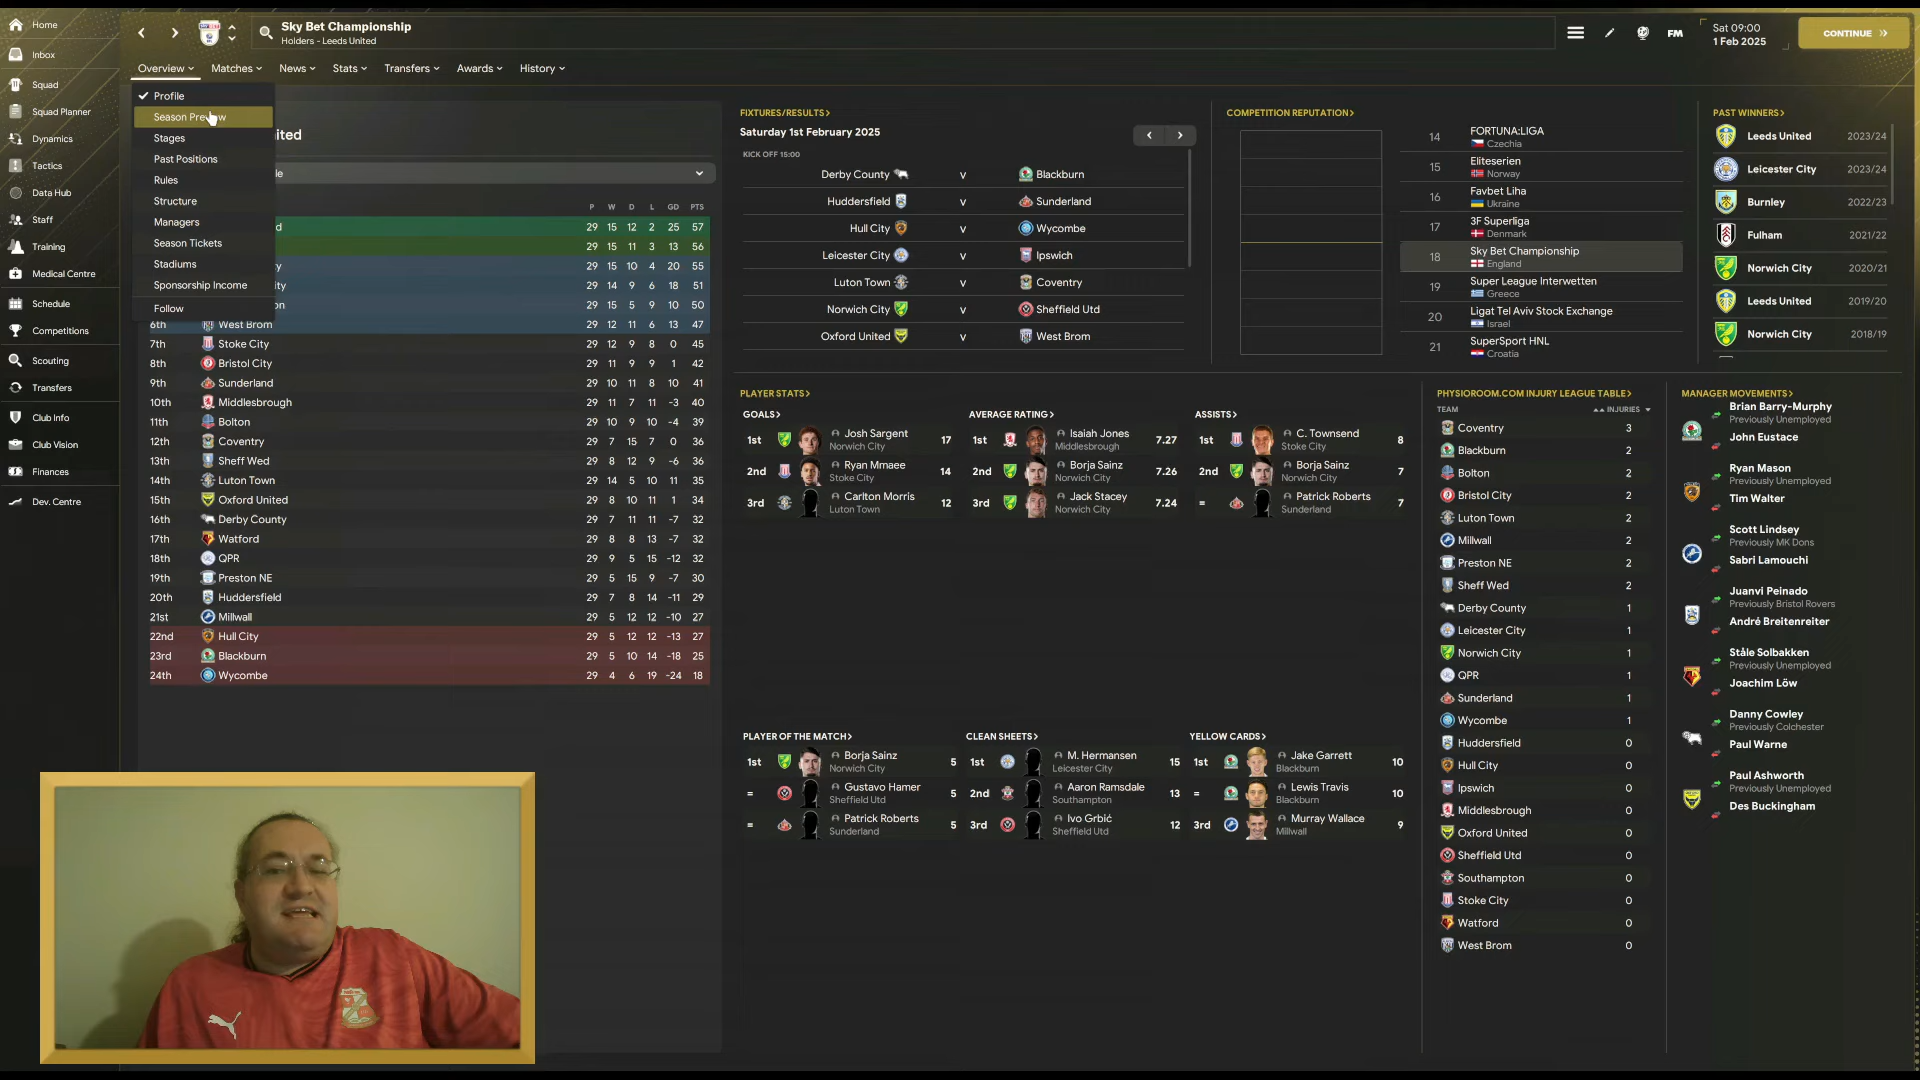 Home
Inbox
Squad
Squad Planner
Dynamics
Tactics
Data Hub
Staff
Training
Medical Centre
Schedule
Competitions
Scouting
Transfers
Club Info
Club Vision
Finances
Dev. Centre
Sky Bet Championship
Holders - Leeds United
FM
Sat 09:00
1 Feb 2025
CONTINUE
Overview
Matches
News
Stats
Transfers
Awards
History
Profile
Season Preview
Stages
Past Positions
Rules
Structure
Managers
Season Tickets
Stadiums
Sponsorship Income
Follow
P W D L GD PTS
29 15 12 2 25 57
29 15 11 3 13 56
29 15 10 4 20 55
29 14 9 6 18 51
29 15 5 9 10 50
6th West Brom 29 12 11 6 13 47
7th Stoke City 29 12 9 8 0 45
8th Bristol City 29 11 9 9 1 42
9th Sunderland 29 10 11 8 10 41
10th Middlesbrough 29 11 7 11 -3 40
11th Bolton 29 10 9 10 -4 39
12th Coventry 29 7 15 7 0 36
13th Sheff Wed 29 8 12 9 -6 36
14th Luton Town 29 14 5 10 11 35
15th Oxford United 29 8 10 11 1 34
16th Derby County 29 7 11 11 -7 32
17th Watford 29 8 8 13 -7 32
18th QPR 29 9 5 15 -12 32
19th Preston NE 29 5 15 9 -7 30
20th Huddersfield 29 7 8 14 -11 29
21st Millwall 29 5 12 12 -10 27
22nd Hull City 29 5 12 12 -13 27
23rd Blackburn 29 5 10 14 -18 25
24th Wycombe 29 4 6 19 -24 18
FIXTURES/RESULTS
Saturday 1st February 2025
KICK OFF 15:00
Derby County v Blackburn
Huddersfield v Sunderland
Hull City v Wycombe
Leicester City v Ipswich
Luton Town v Coventry
Norwich City v Sheffield Utd
Oxford United v West Brom
COMPETITION REPUTATION
14 FORTUNA:LIGA
Czechia
15 Eliteserien
Norway
16 Favbet Liha
Ukraine
17 3F Superliga
Denmark
18 Sky Bet Championship
England
19 Super League Interwetten
Greece
20 Ligat Tel Aviv Stock Exchange
Israel
21 SuperSport HNL
Croatia
PAST WINNERS
Leeds United 2023/24
Leicester City 2023/24
Burnley 2022/23
Fulham 2021/22
Norwich City 2020/21
Leeds United 2019/20
Norwich City 2018/19
PLAYER STATS
GOALS
1st Josh Sargent 17
Norwich City
2nd Ryan Mmaee 14
Stoke City
3rd Carlton Morris 12
Luton Town
AVERAGE RATING
1st Isaiah Jones 7.27
Middlesbrough
2nd Borja Sainz 7.26
Norwich City
3rd Jack Stacey 7.24
Norwich City
ASSISTS
1st C. Townsend 8
Stoke City
2nd Borja Sainz 7
Norwich City
= Patrick Roberts 7
Sunderland
PLAYER OF THE MATCH
1st Borja Sainz 5
Norwich City
= Gustavo Hamer 5
Sheffield Utd
= Patrick Roberts 5
Sunderland
CLEAN SHEETS
1st M. Hermansen 15
Leicester City
2nd Aaron Ramsdale 13
Southampton
3rd Ivo Grbić 12
Sheffield Utd
YELLOW CARDS
1st Jake Garrett 10
Blackburn
= Lewis Travis 10
Blackburn
3rd Murray Wallace 9
Millwall
PHYSIOROOM.COM INJURY LEAGUE TABLE
TEAM INJURIES
Coventry 3
Blackburn 2
Bolton 2
Bristol City 2
Luton Town 2
Millwall 2
Preston NE 2
Sheff Wed 2
Derby County 1
Leicester City 1
Norwich City 1
QPR 1
Sunderland 1
Wycombe 1
Huddersfield 0
Hull City 0
Ipswich 0
Middlesbrough 0
Oxford United 0
Sheffield Utd 0
Southampton 0
Stoke City 0
Watford 0
West Brom 0
MANAGER MOVEMENTS
Brian Barry-Murphy
Previously Unemployed
John Eustace
Ryan Mason
Previously Unemployed
Tim Walter
Scott Lindsey
Previously MK Dons
Sabri Lamouchi
Juanvi Peinado
Previously Bristol Rovers
André Breitenreiter
Ståle Solbakken
Previously Unemployed
Joachim Löw
Danny Cowley
Previously Colchester
Paul Warne
Paul Ashworth
Previously Unemployed
Des Buckingham